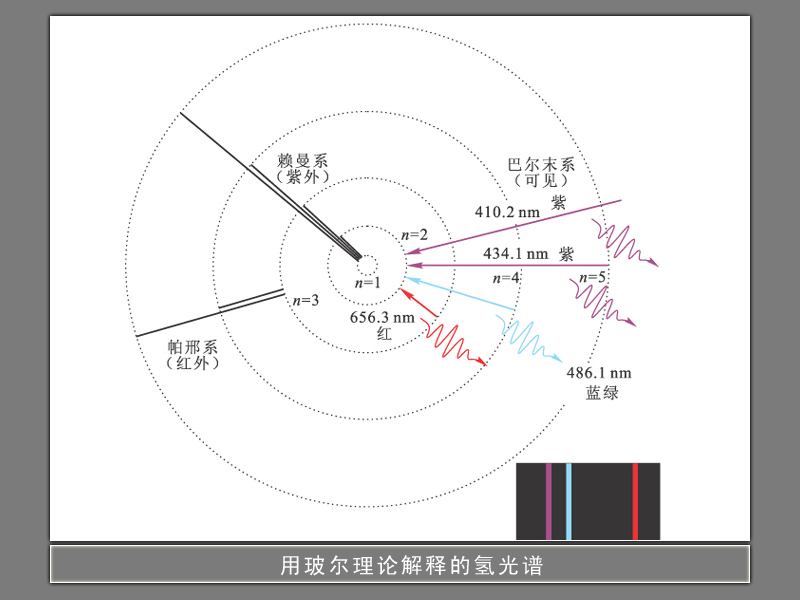 赖曼系
（紫外）
巴尔末系
（可见）
紫
410.2 nm
n=2
434.1 nm 紫
n=4
n=5
n=1
n=3
656.3 nm
红
帕邢系
（红外）
486.1 nm
蓝绿
用玻尔理论解释的氢光谱